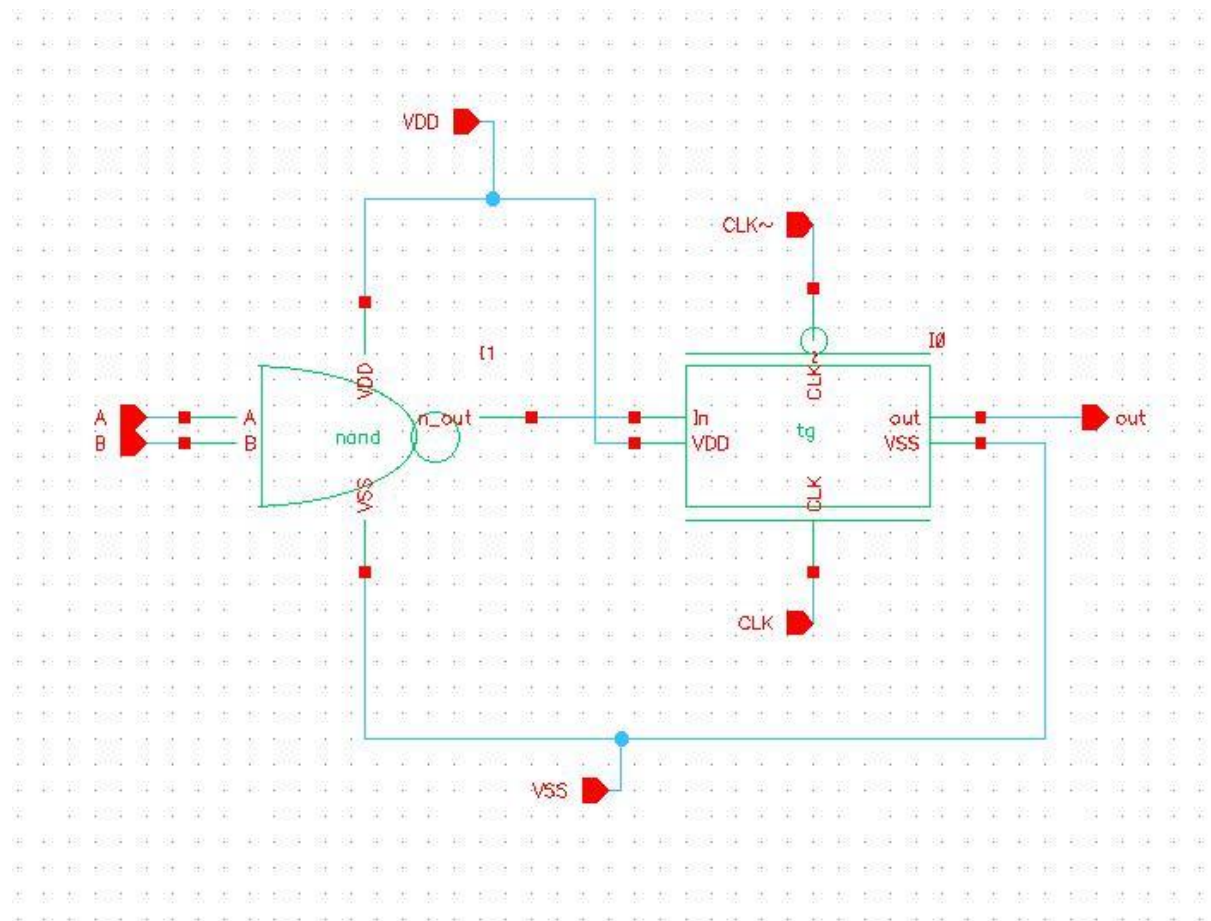 VDD
CLK~
I1
I0
VDD
CLK~
A A n_out In out out
B B nand tg VDD VSS
VSS
CLK
CLK
VSS